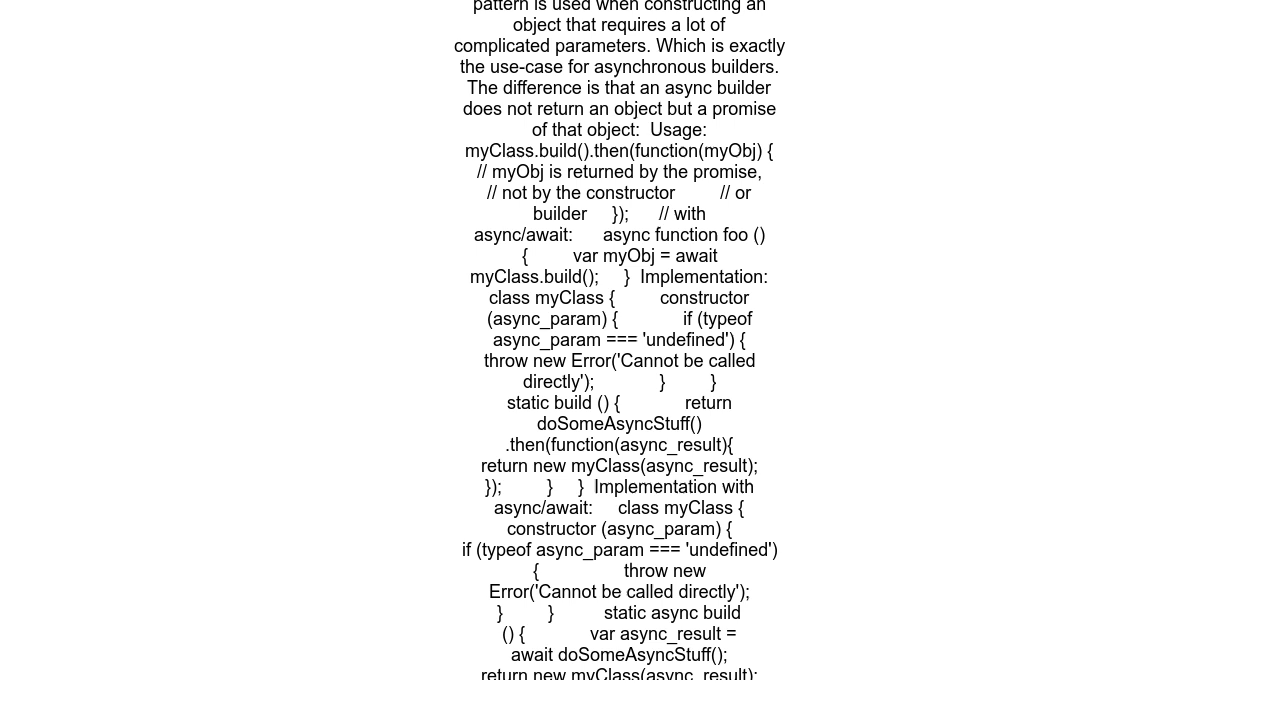 pattern is used when constructing an
object that requires a lot of
complicated parameters. Which is exactly
the use-case for asynchronous builders.
The difference is that an async builder
does not return an object but a promise
of that object:  Usage:
myClass.build().then(function(myObj) {
// myObj is returned by the promise,
// not by the constructor         // or
builder     });      // with
async/await:      async function foo ()
{         var myObj = await
myClass.build();     }  Implementation:
class myClass {         constructor
(async_param) {             if (typeof
async_param === 'undefined') {
throw new Error('Cannot be called
directly');             }         }
static build () {             return
doSomeAsyncStuff()
.then(function(async_result){
return new myClass(async_result);
});         }     }  Implementation with
async/await:     class myClass {
constructor (async_param) {
if (typeof async_param === 'undefined')
{                 throw new
Error('Cannot be called directly');
}         }          static async build
() {             var async_result =
await doSomeAsyncStuff();
return new myClass(async_result);